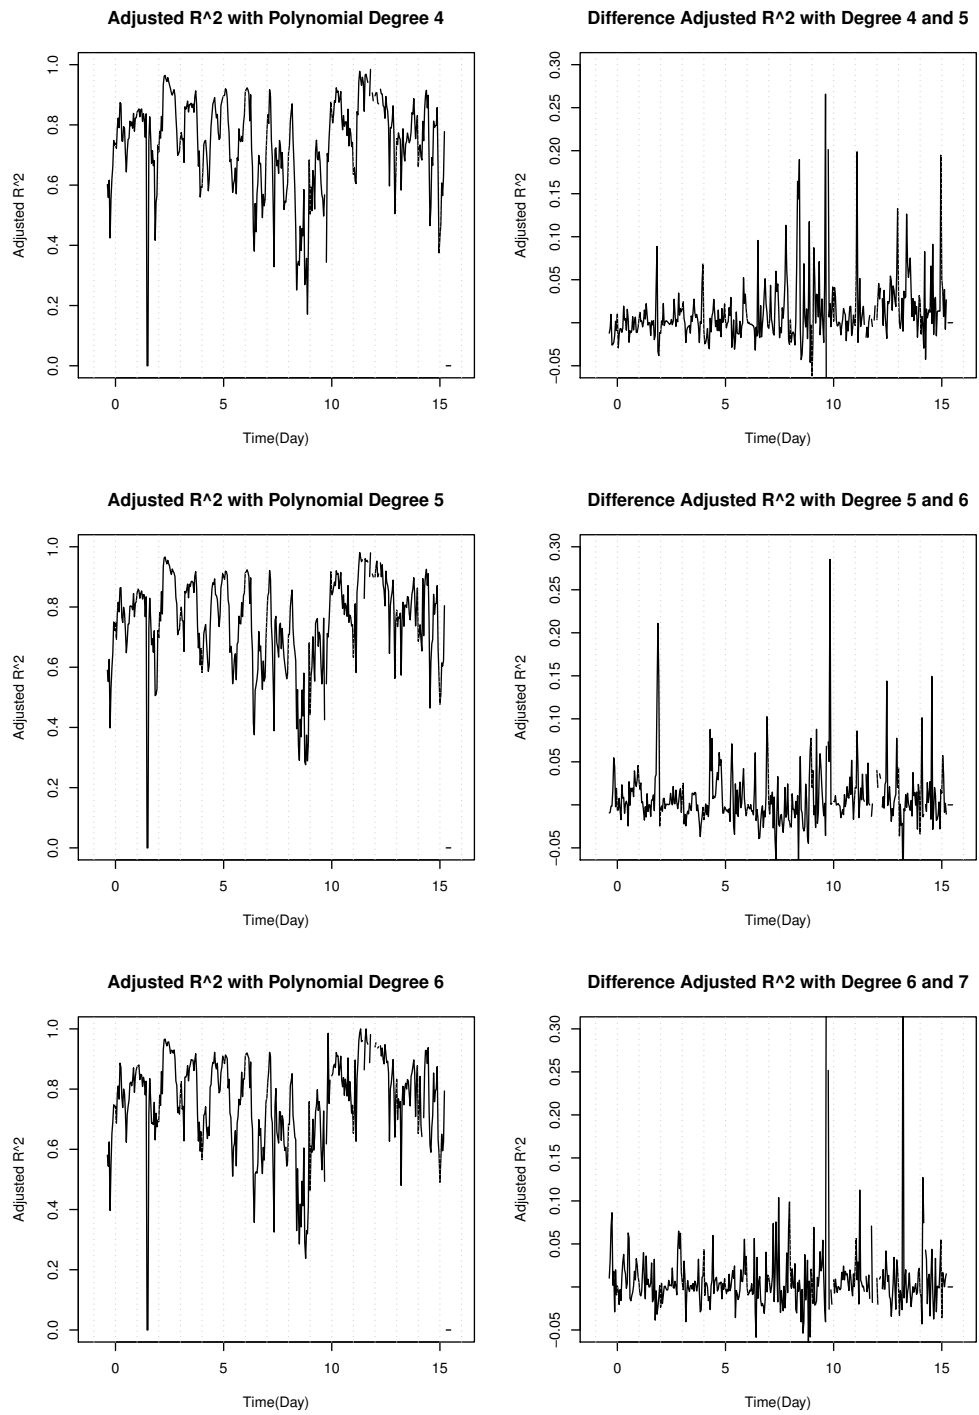 Adjusted R^2 with Polynomial Degree 4
Adjusted R^2
1.0
0.8
0.6
0.4
0.2
0.0
0 5 10 15
Time(Day)
Difference Adjusted R^2 with Degree 4 and 5
Adjusted R^2
0.30
0.25
0.20
0.15
0.10
0.05
−0.05
0 5 10 15
Time(Day)
Adjusted R^2 with Polynomial Degree 5
Adjusted R^2
1.0
0.8
0.6
0.4
0.2
0.0
0 5 10 15
Time(Day)
Difference Adjusted R^2 with Degree 5 and 6
Adjusted R^2
0.30
0.25
0.20
0.15
0.10
0.05
−0.05
0 5 10 15
Time(Day)
Adjusted R^2 with Polynomial Degree 6
Adjusted R^2
1.0
0.8
0.6
0.4
0.2
0.0
0 5 10 15
Time(Day)
Difference Adjusted R^2 with Degree 6 and 7
Adjusted R^2
0.30
0.25
0.20
0.15
0.10
0.05
−0.05
0 5 10 15
Time(Day)